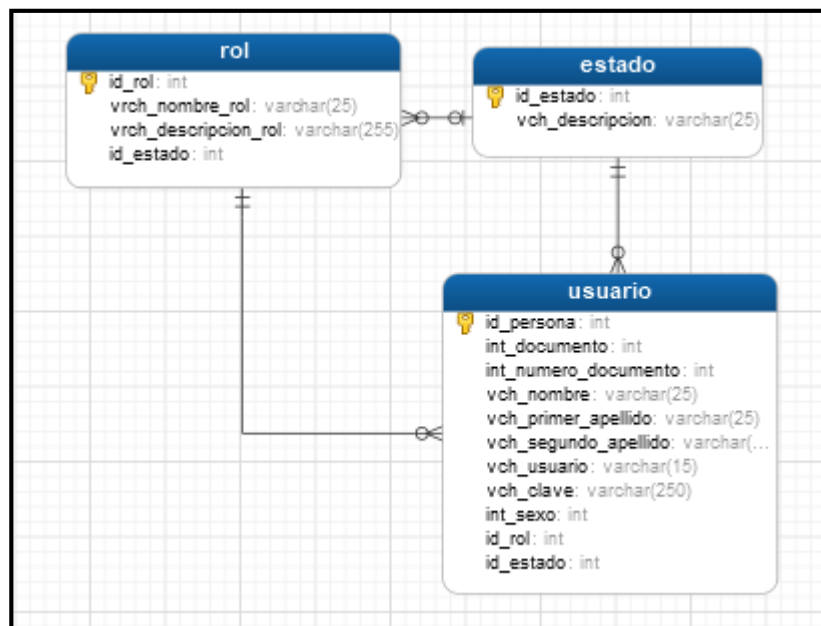 rol
id_rol: int
vrch_nombre_rol: varchar(25)
vrch_descripcion_rol: varchar(255)
id_estado: int
estado
id_estado: int
vch_descripcion: varchar(25)
usuario
id_persona: int
int_documento: int
int_numero_documento: int
vch_nombre: varchar(25)
vch_primer_apellido: varchar(25)
vch_segundo_apellido: varchar(...
vch_usuario: varchar(15)
vch_clave: varchar(250)
int_sexo: int
id_rol: int
id_estado: int